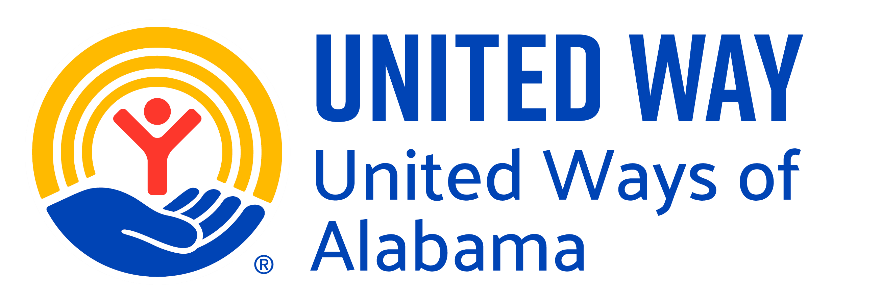 UNITED WAY
United Ways of
Alabama
®